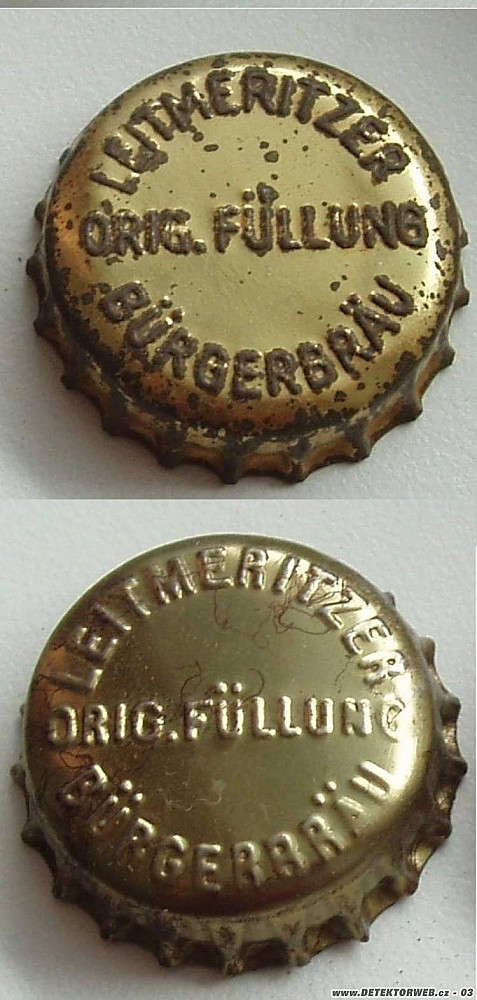 LEITMERITZER
ORIG. FÜLLUNG
BÜRGERBRÄU
LEITMERITZER
ORIG. FÜLLUNG
BÜRGERBRÄU
www.DETEKTORWEB.cz - 03